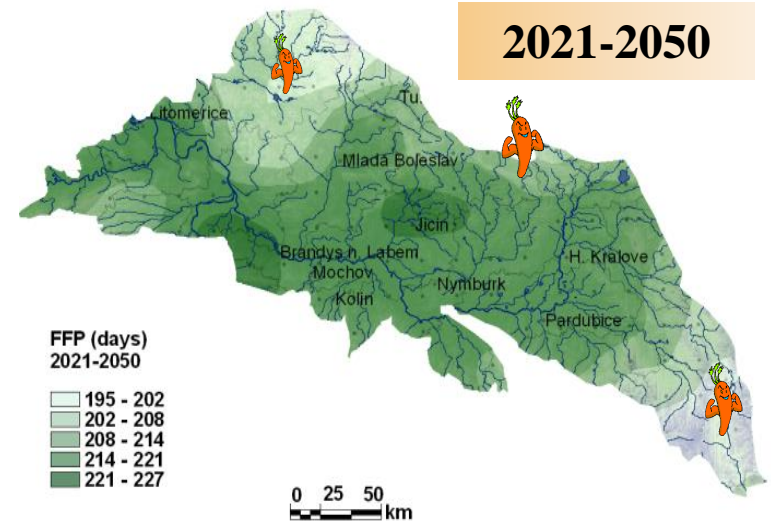 2021-2050
Tu.
itomerice
Mlada Boleslav
Jicin
Brandys n. Labem
H. Kralove
Mochov
Nymburk
Kolin
Pardubice
FFP (days)
2021-2050
195 - 202
202 - 208
208 - 214
214 - 221
221 - 227
0 25 50
km